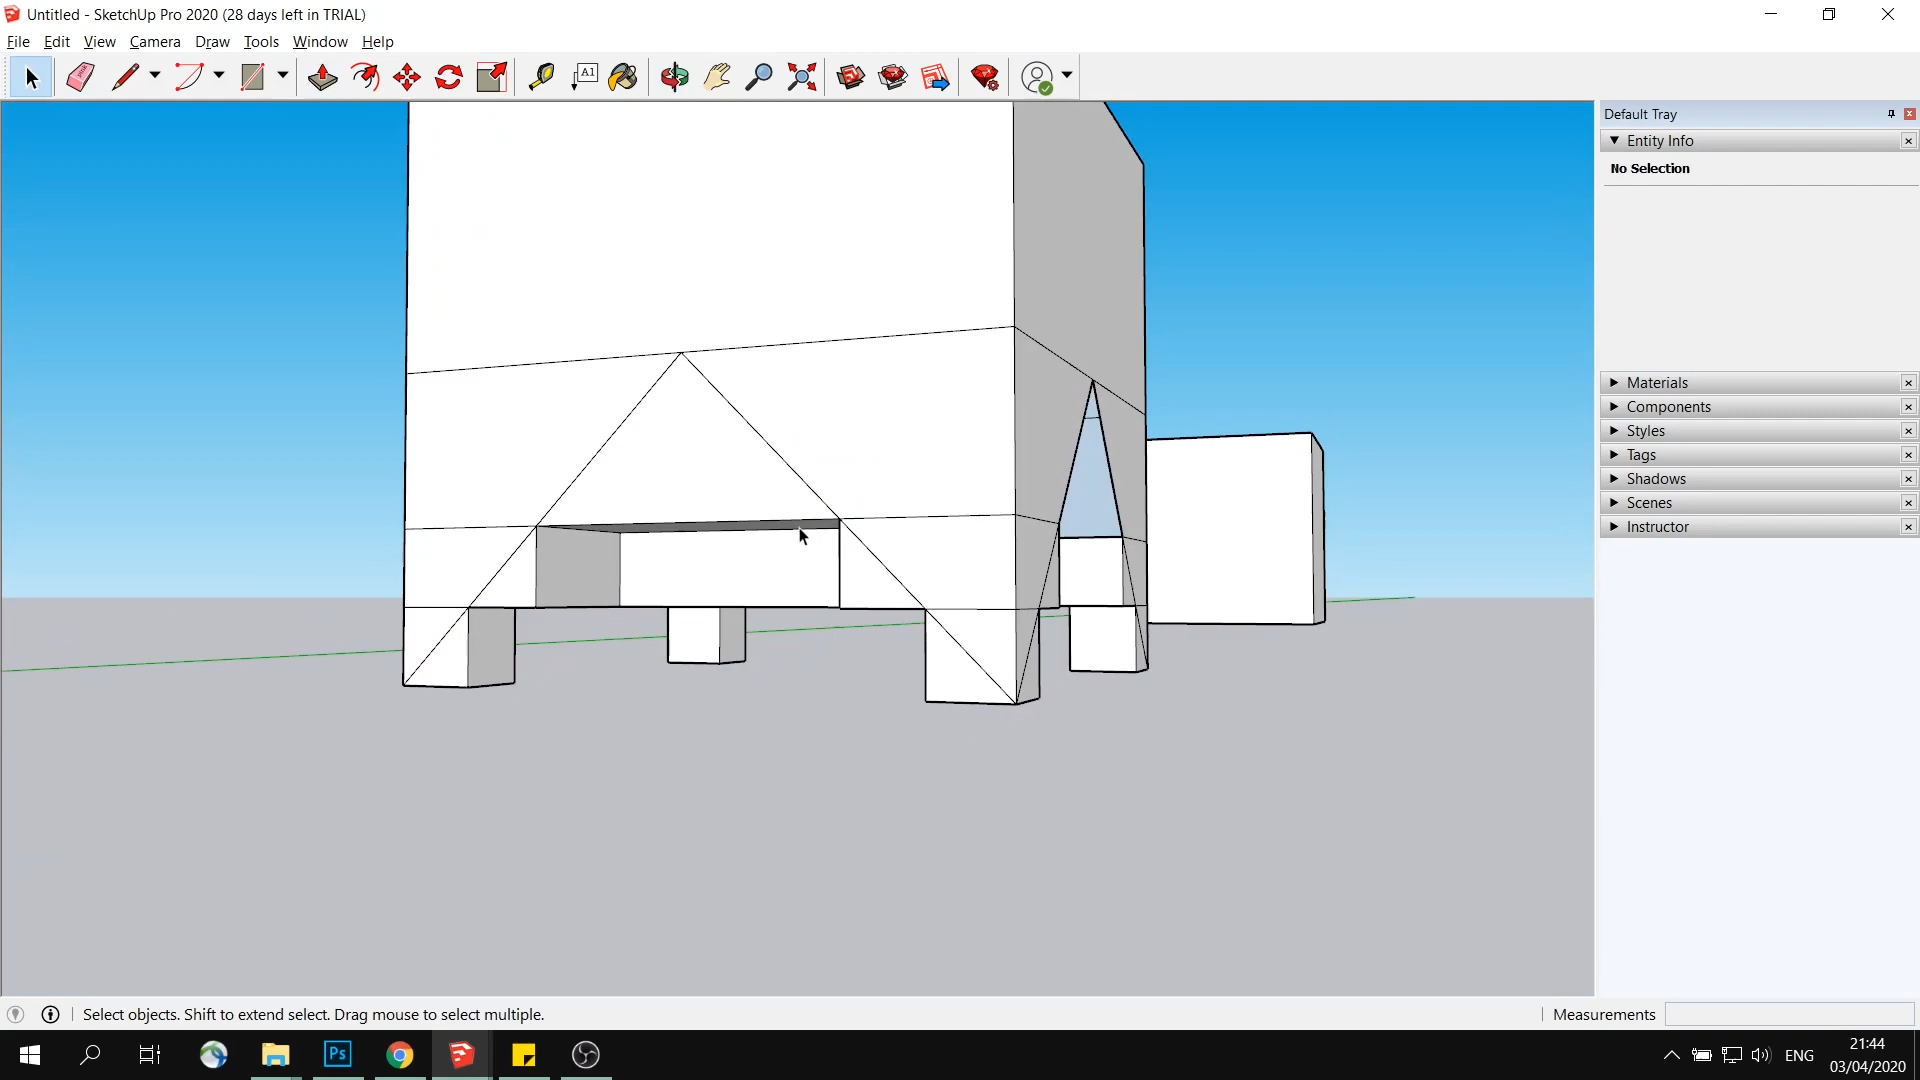 Untitled - SketchUp Pro 2020 (28 days left in TRIAL)
File Edit View Camera Draw Tools Window Help
A1
Default Tray
Entity Info
No Selection
Materials
Components
Styles
Tags
Shadows
Scenes
Instructor
Select objects. Shift to extend select. Drag mouse to select multiple.
Measurements
Ps
ENG
21:44
03/04/2020